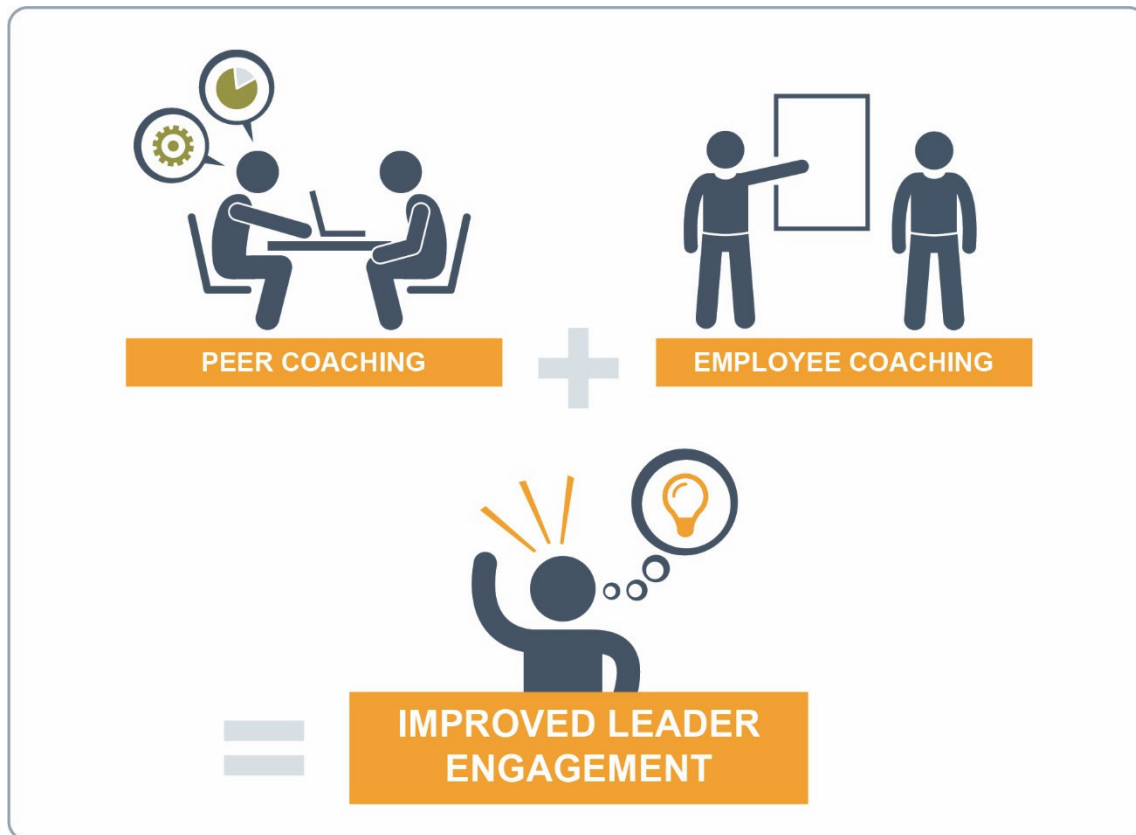 PEER COACHING
+
EMPLOYEE COACHING
=
IMPROVED LEADER
ENGAGEMENT